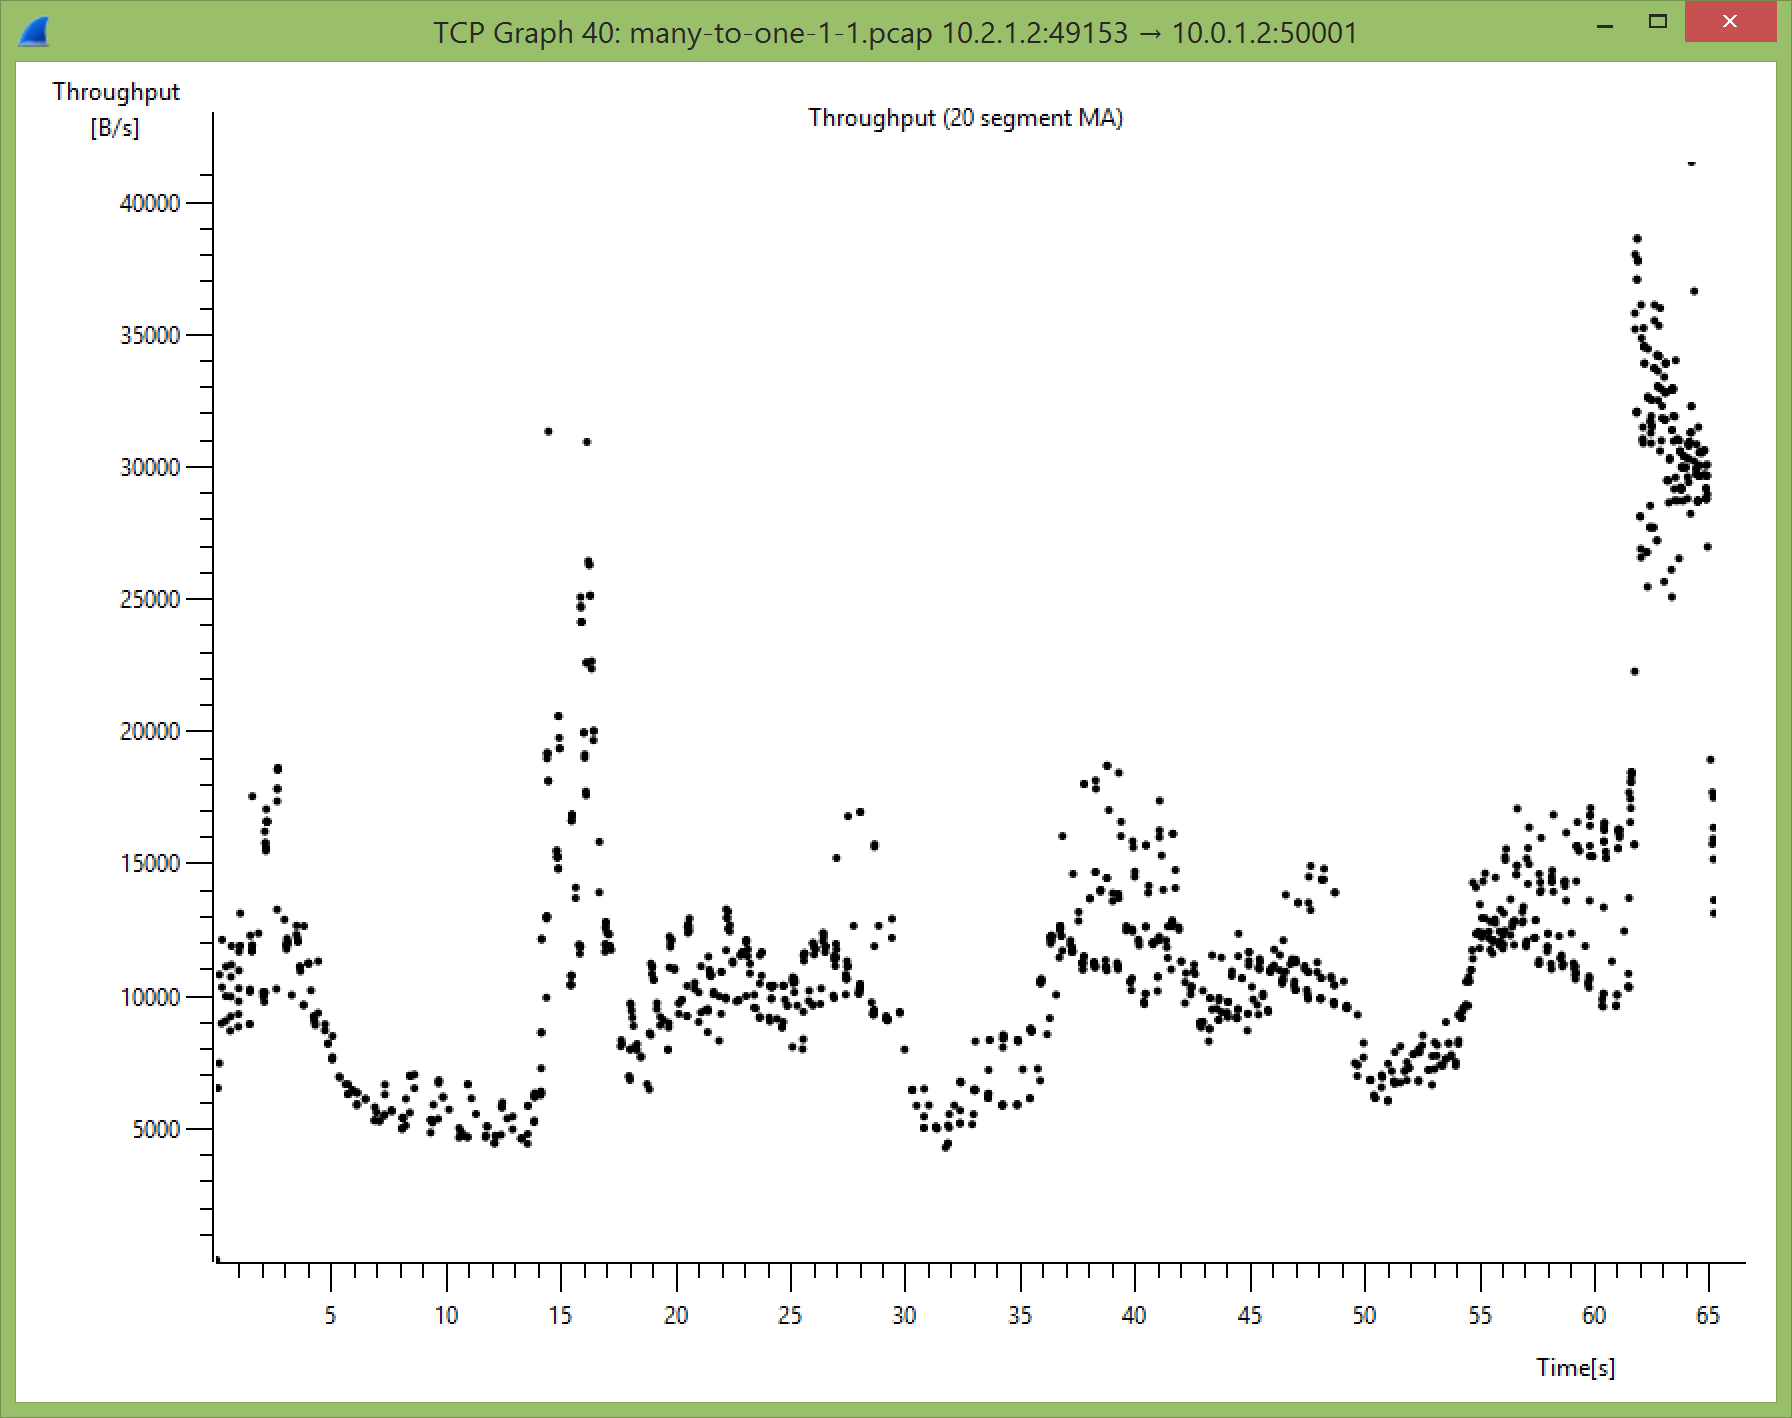 TCP Graph 40: many-to-one-1-1.pcap 10.2.1.2:49153 → 10.0.1.2:50001
Throughput
[B/s]
Throughput (20 segment MA)
40000
35000
30000
25000
20000
15000
10000
5000
5 10 15 20 25 30 35 40 45 50 55 60 65
Time[s]